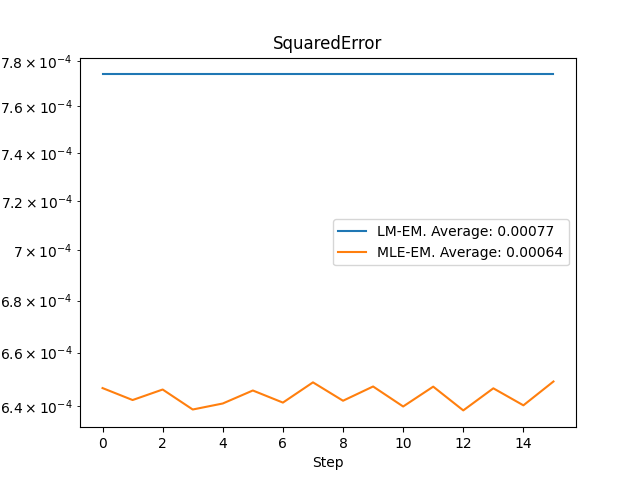 SquaredError
7.8 × 10⁻⁴
7.6 × 10⁻⁴
7.4 × 10⁻⁴
7.2 × 10⁻⁴
7 × 10⁻⁴
6.8 × 10⁻⁴
6.6 × 10⁻⁴
6.4 × 10⁻⁴
LM-EM. Average: 0.00077
MLE-EM. Average: 0.00064
0 2 4 6 8 10 12 14
Step